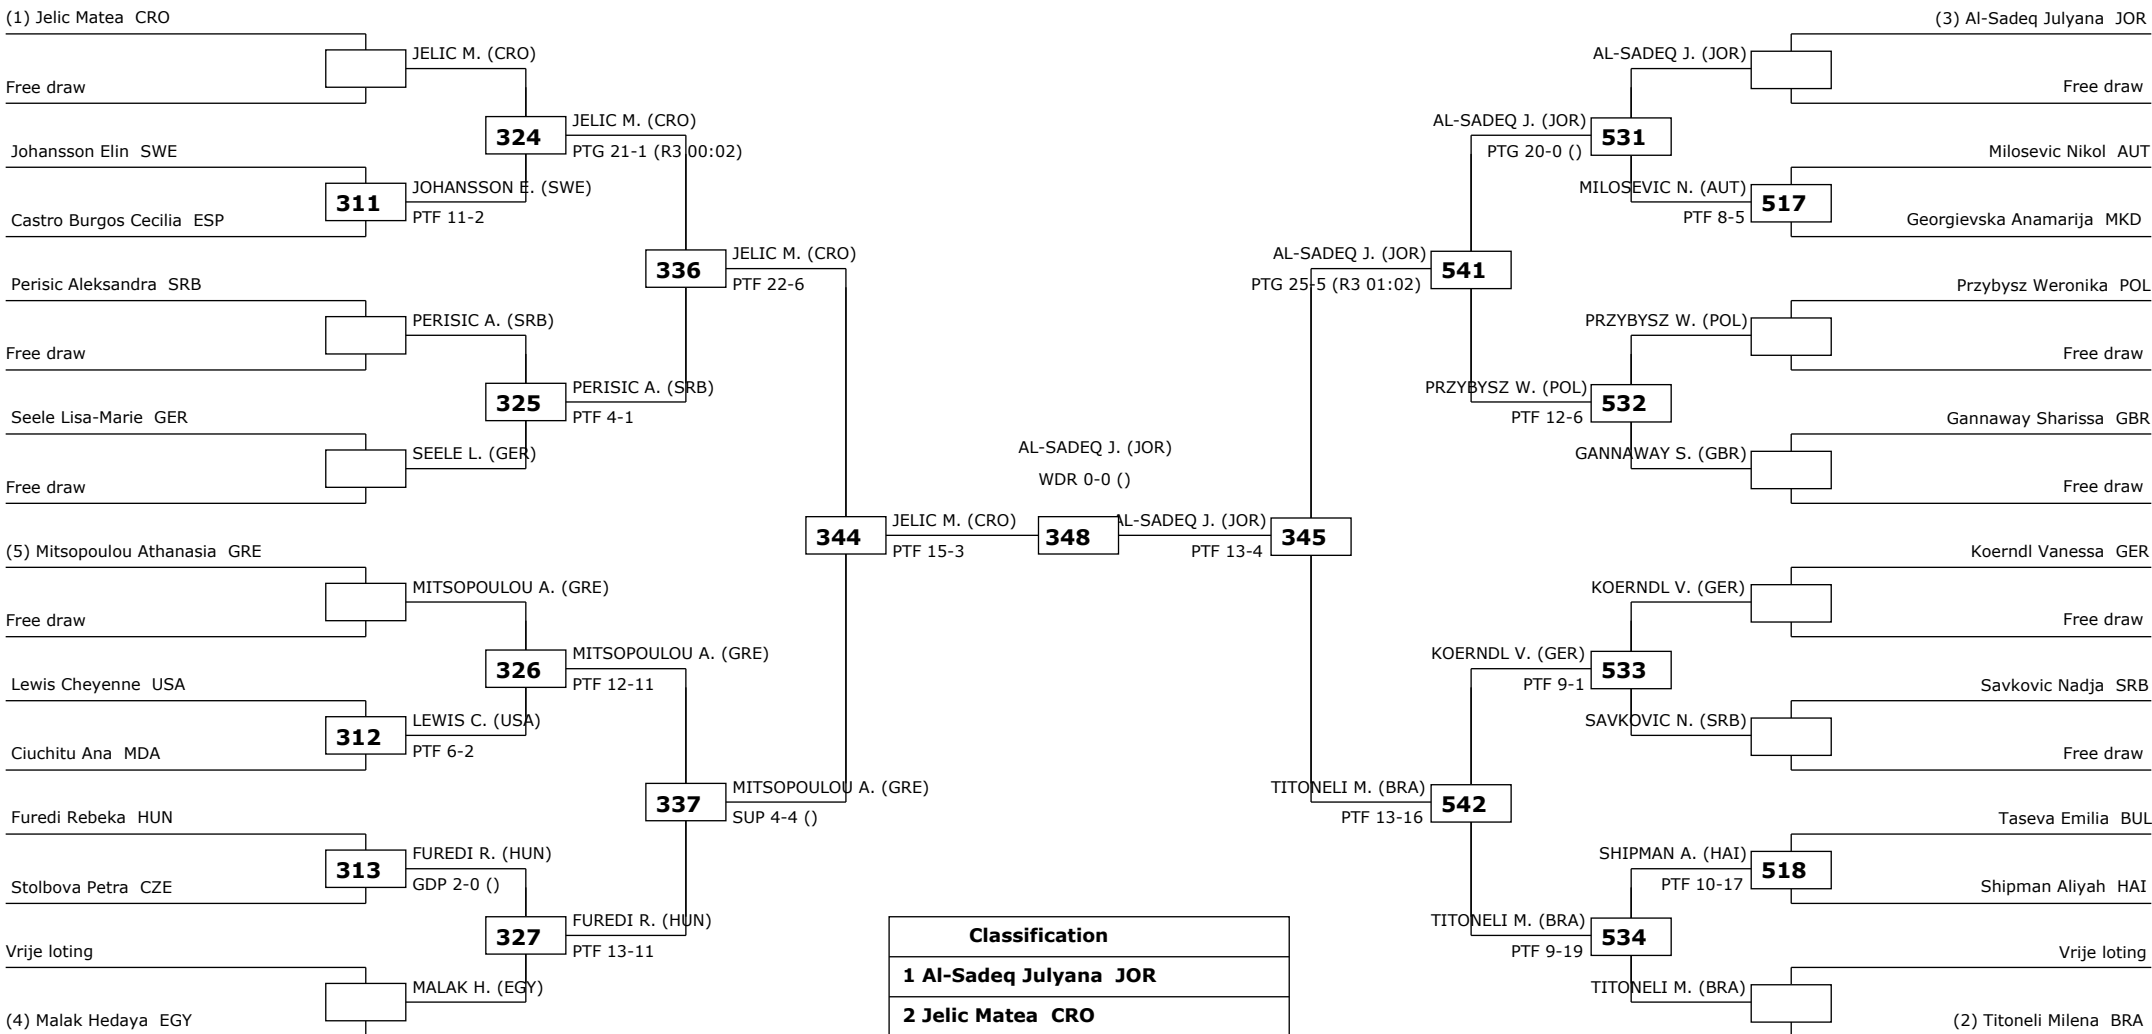 (1) Jelic Matea CRO
Free draw
JELIC M. (CRO)
324
JELIC M. (CRO)
PTG 21-1 (R3 00:02)
Johansson Elin SWE
311
JOHANSSON E. (SWE)
PTF 11-2
Castro Burgos Cecilia ESP
336
JELIC M. (CRO)
PTF 22-6
Perisic Aleksandra SRB
PERISIC A. (SRB)
Free draw
325
PERISIC A. (SRB)
PTF 4-1
Seele Lisa-Marie GER
SEELE L. (GER)
Free draw
344
JELIC M. (CRO)
PTF 15-3
(5) Mitsopoulou Athanasia GRE
MITSOPOULOU A. (GRE)
Free draw
326
MITSOPOULOU A. (GRE)
PTF 12-11
Lewis Cheyenne USA
312
LEWIS C. (USA)
PTF 6-2
Ciuchitu Ana MDA
337
MITSOPOULOU A. (GRE)
SUP 4-4 ()
Furedi Rebeka HUN
313
FUREDI R. (HUN)
GDP 2-0 ()
Stolbova Petra CZE
327
FUREDI R. (HUN)
PTF 13-11
Vrije loting
MALAK H. (EGY)
(4) Malak Hedaya EGY
AL-SADEQ J. (JOR)
WDR 0-0 ()
348
AL-SADEQ J. (JOR)
PTF 13-4
345
(3) Al-Sadeq Julyana JOR
AL-SADEQ J. (JOR)
Free draw
AL-SADEQ J. (JOR)
PTG 20-0 ()
531
Milosevic Nikol AUT
MILOSEVIC N. (AUT)
PTF 8-5
517
Georgievska Anamarija MKD
AL-SADEQ J. (JOR)
PTG 25-5 (R3 01:02)
541
Przybysz Weronika POL
PRZYBYSZ W. (POL)
Free draw
PRZYBYSZ W. (POL)
PTF 12-6
532
Gannaway Sharissa GBR
GANNAWAY S. (GBR)
Free draw
Koerndl Vanessa GER
KOERNDL V. (GER)
Free draw
KOERNDL V. (GER)
PTF 9-1
533
Savkovic Nadja SRB
SAVKOVIC N. (SRB)
Free draw
TITONELI M. (BRA)
PTF 13-16
542
Taseva Emilia BUL
SHIPMAN A. (HAI)
PTF 10-17
518
Shipman Aliyah HAI
TITONELI M. (BRA)
PTF 9-19
534
Vrije loting
TITONELI M. (BRA)
(2) Titoneli Milena BRA
Classification
1 Al-Sadeq Julyana JOR
2 Jelic Matea CRO